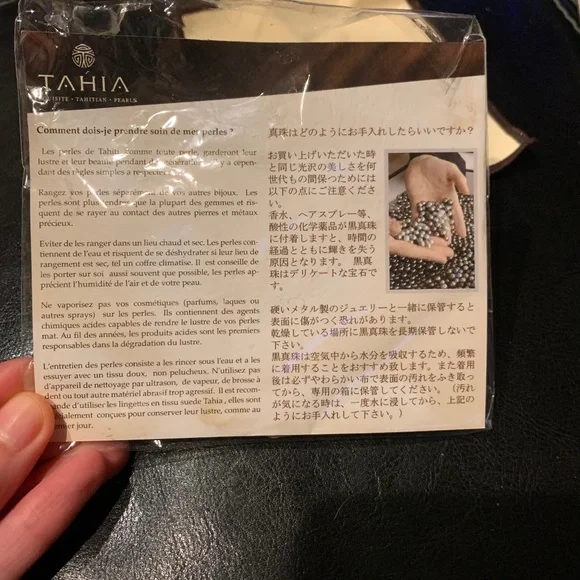 TAHIA
EXQUISITE • TAHITIAN • PEARLS
Comment dois-je prendre soin de mes perles ?
Les perles de Tahiti comme toute perle, garderont leur
lustre et leur beauté pendant des générations. Il y a cepen-
dant des règles simples a respecter.
Rangez vos perles séparément de vos autres bijoux. Les
perles sont plus tendres que la plupart des gemmes et ris-
quent de se rayer au contact des autres pierres et métaux
précieux.
Eviter de les ranger dans un lieu chaud et sec. Les perles con-
tiennent de l'eau et risquent de se déshydrater si leur lieu de
rangement est sec, tel un coffre climatise. Il est conseille de
les porter sur soi aussi souvent que possible, les perles ap-
précient l'humidité de l'air et de votre peau.
Ne vaporisez pas vos cosmétiques (parfums, laques ou
autres sprays) sur les perles. Ils contiennent des agents
chimiques acides capables de rendre le lustre de vos perles
mat. Au fil des années, les produits acides sont les premiers
responsables dans la dégradation du lustre.
L'entretien des perles consiste a les rincer sous l'eau et a les
essuyer avec un tissu doux, non pelucheux. N'utilisez pas
d'appareil de nettoyage par ultrason, de vapeur, de brosse à
dent ou tout autre matériel abrasif trop agressif. Il est recom-
mande d'utiliser les lingettes en tissu suede Tahia, elles sont
spécialement conçues pour conserver leur lustre, comme au
premier jour.
真珠はどのようにお手入れしたらいいですか？
お買い上げいただいた時
と同じ光沢の美しさを何
世代もの間保つためには
以下の点にご注意くださ
い。
香水、ヘアスプレー等、
酸性の化学薬品が黒真珠
に付着しますと、時間の
経過とともに輝きを失う
原因となります。 黒真
珠はデリケートな宝石で
す。
硬いメタル製のジュエリーと一緒に保管すると
表面に傷がつく恐れがあります。
乾燥している場所に黒真珠を長期保管しないで
下さい。
黒真珠は空気中から水分を吸収するため、頻繁
に着用することをおすすめ致します。また着用
後は必ずやわらかい布で表面の汚れをふき取っ
てから、専用の箱に保管してください。（汚れ
が気になる時は、一度水に浸してから、上記の
ようにお手入れして下さい。）